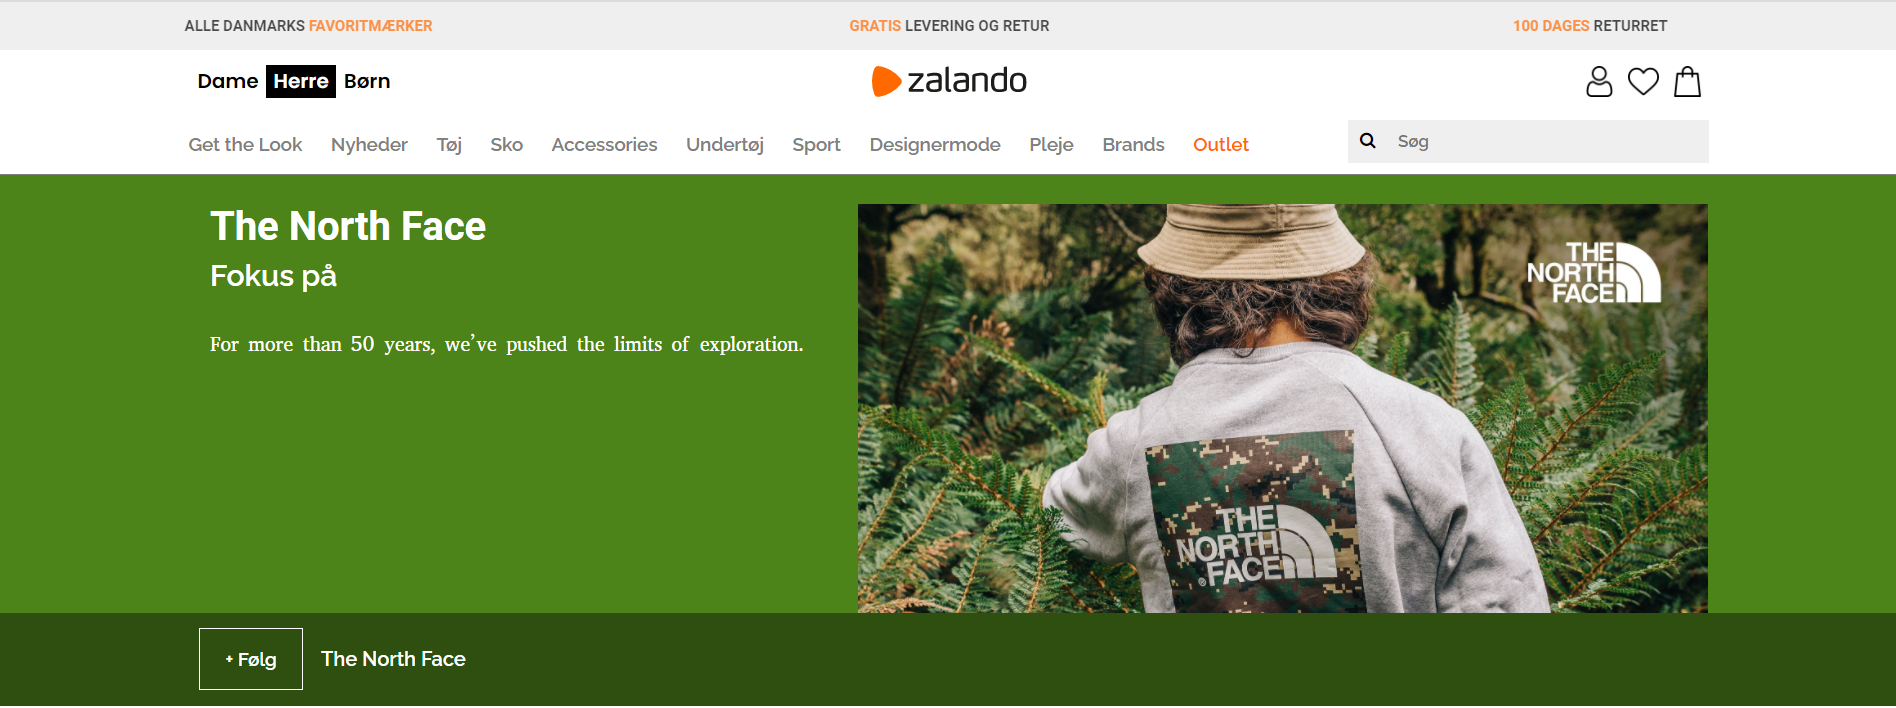 ALLE DANMARKS FAVORITMÆRKER
GRATIS LEVERING OG RETUR
100 DAGES RETURRET
Dame Herre Børn
zalando
Get the Look Nyheder Tøj Sko Accessories Undertøj Sport Designermode Pleje Brands Outlet
Søg
The North Face
Fokus på
For more than 50 years, we’ve pushed the limits of exploration.
THE
NORTH
FACE
THE
NORTH
FACE
®
+ Følg
The North Face